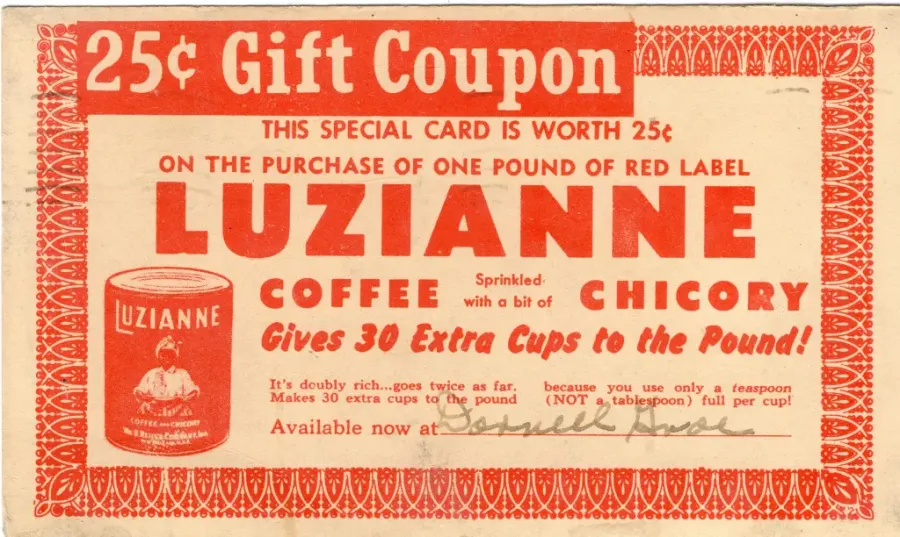 25¢ Gift Coupon
THIS SPECIAL CARD IS WORTH 25¢
ON THE PURCHASE OF ONE POUND OF RED LABEL
LUZIANNE
COFFEE Sprinkled with a bit of CHICORY
Gives 30 Extra Cups to the Pound!
It's doubly rich...goes twice as far.
Makes 30 extra cups to the pound
because you use only a teaspoon
(NOT a tablespoon) full per cup!
Available now at
LUZIANNE
COFFEE AND CHICORY